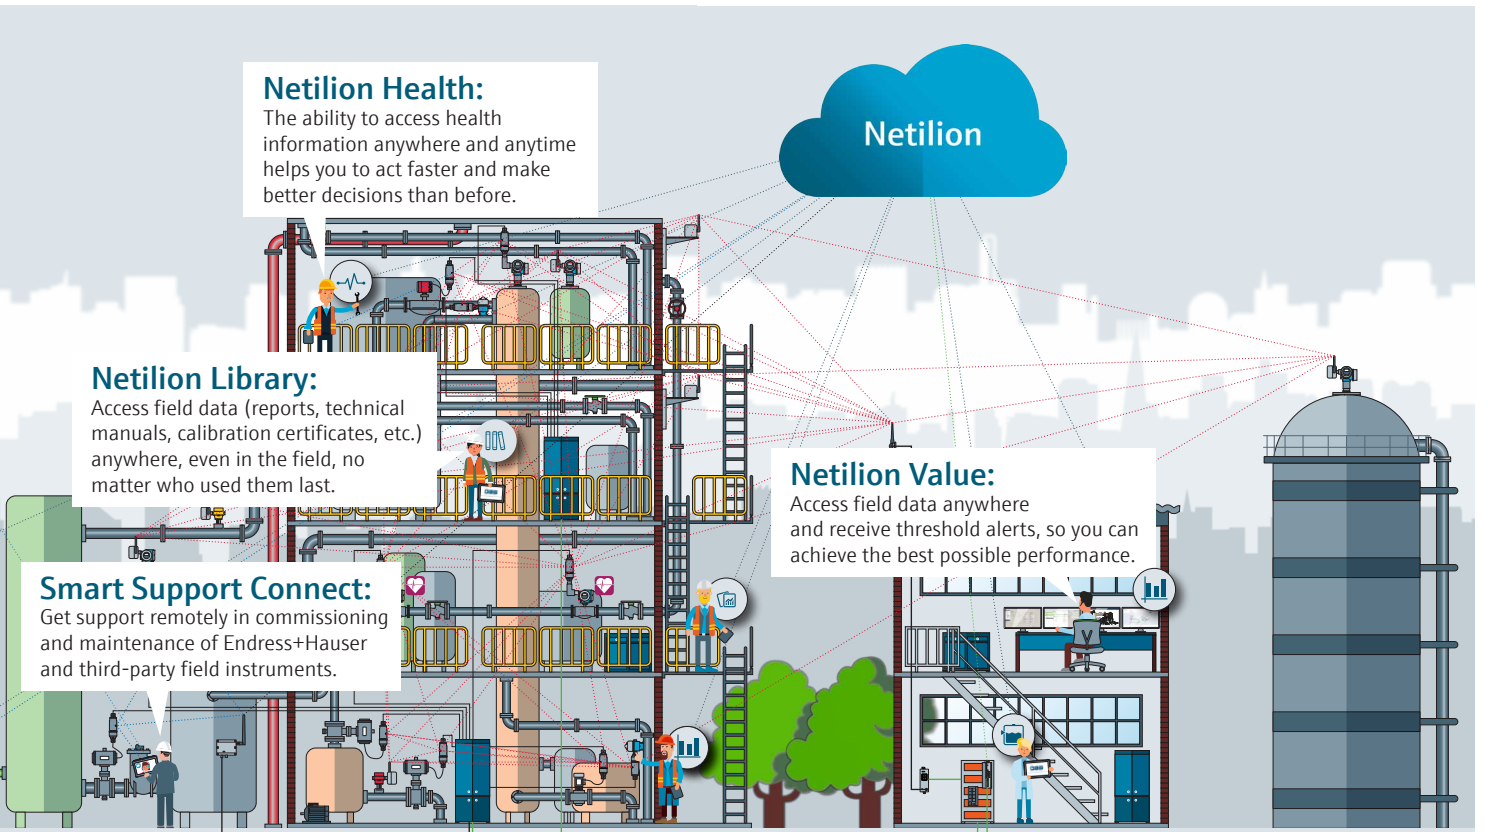 Netilion Health:
The ability to access health
information anywhere and anytime
helps you to act faster and make
better decisions than before.
Netilion
Netilion Library:
Access field data (reports, technical
manuals, calibration certificates, etc.)
anywhere, even in the field, no
matter who used them last.
Netilion Value:
Access field data anywhere
and receive threshold alerts, so you can
achieve the best possible performance.
Smart Support Connect:
Get support remotely in commissioning
and maintenance of Endress+Hauser
and third-party field instruments.